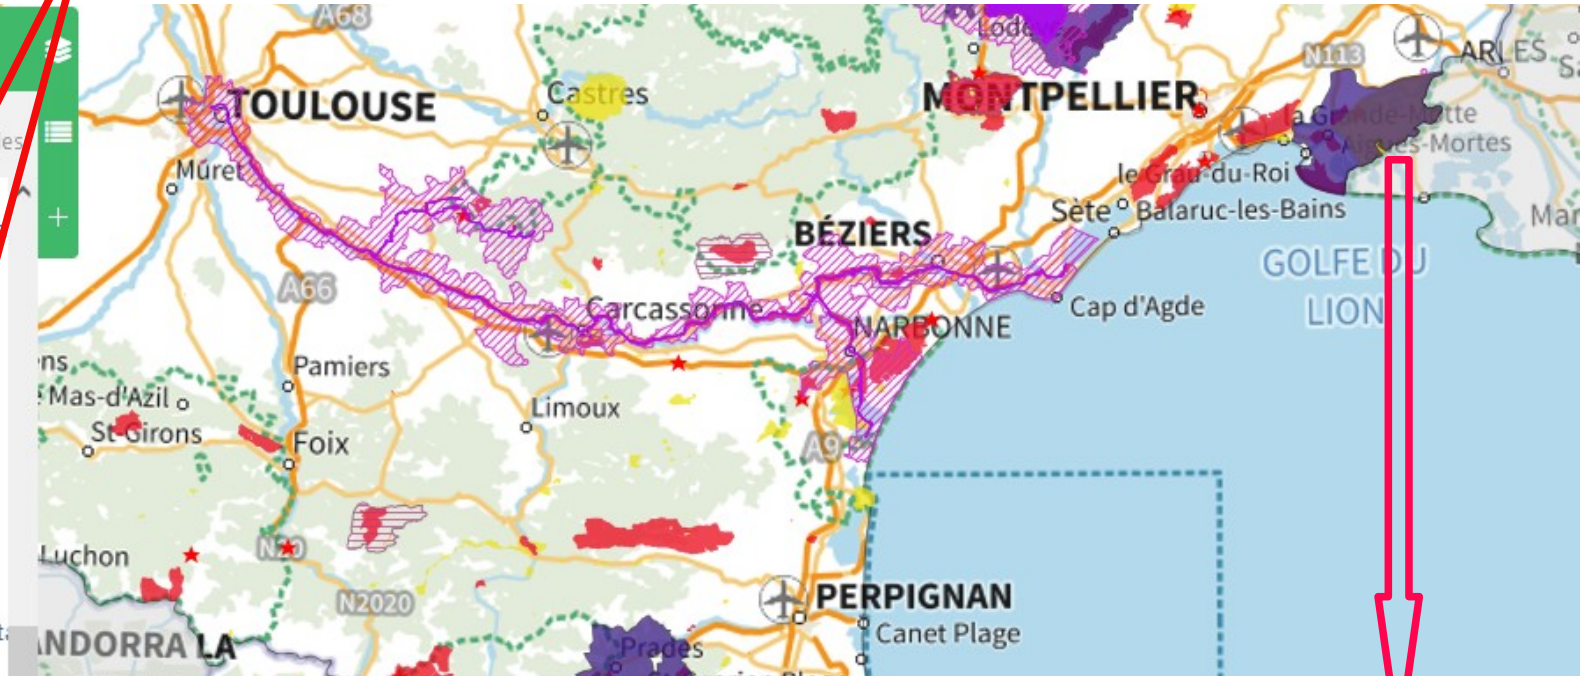 A68
Lodève
N113
ARLES
TOULOUSE
Castres
MONTPELLIER
la Grande-Motte
Aigues-Mortes
Muret
le Grau-du-Roi
Sète
Balaruc-les-Bains
BÉZIERS
GOLFE DU
LION
A66
Carcassonne
Cap d'Agde
NARBONNE
Pamiers
Mas-d'Azil
Limoux
St-Girons
Foix
A9
Luchon
N20
N2020
PERPIGNAN
Canet Plage
ANDORRA LA
Prades